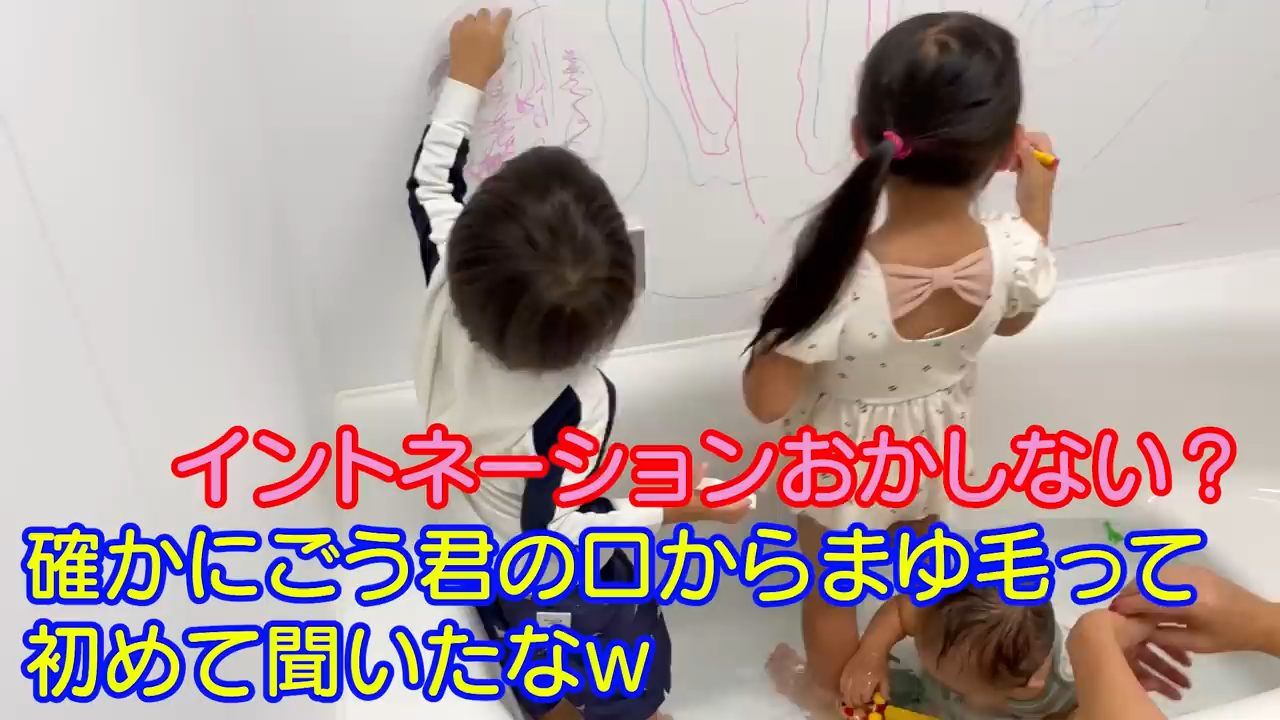 イントネーションおかしない？
確かにごう君の口からまゆ毛って
初めて聞いたなw